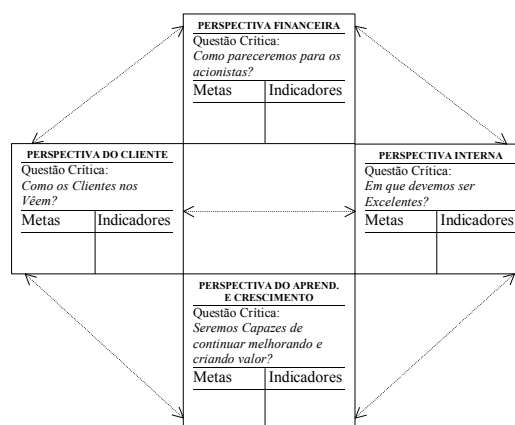 PERSPECTIVA FINANCEIRA
Questão Crítica:
Como pareceremos para os
acionistas?
Metas Indicadores
PERSPECTIVA DO CLIENTE
Questão Crítica:
Como os Clientes nos
Vêem?
Metas Indicadores
PERSPECTIVA INTERNA
Questão Crítica:
Em que devemos ser
Excelentes?
Metas Indicadores
PERSPECTIVA DO APREND.
E CRESCIMENTO
Questão Crítica:
Seremos Capazes de
continuar melhorando e
criando valor?
Metas Indicadores